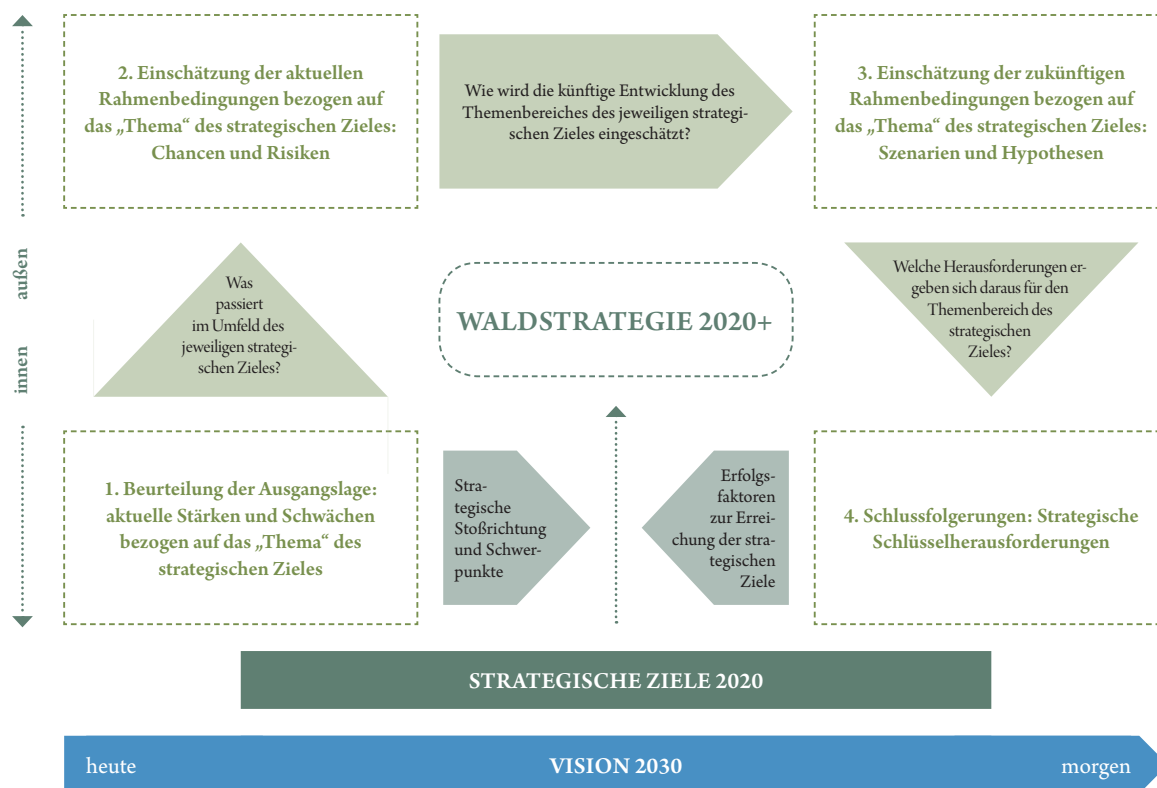 2. Einschätzung der aktuellen
Rahmenbedingungen bezogen auf
das „Thema“ des strategischen Zieles:
Chancen und Risiken
Wie wird die künftige Entwicklung des
Themenbereiches des jeweiligen strategi-
schen Zieles eingeschätzt?
3. Einschätzung der zukünftigen
Rahmenbedingungen bezogen auf
das „Thema“ des strategischen Zieles:
Szenarien und Hypothesen
außen
innen
Was
passiert
im Umfeld des
jeweiligen strategi-
schen Zieles?
WALDSTRATEGIE 2020+
Welche Herausforderungen er-
geben sich daraus für den
Themenbereich des
strategischen
Zieles?
1. Beurteilung der Ausgangslage:
aktuelle Stärken und Schwächen
bezogen auf das „Thema“ des
strategischen Zieles
Stra-
tegische
Stoßrichtung
und Schwer-
punkte
Erfolgs-
faktoren
zur Errei-
chung der stra-
tegischen
Ziele
4. Schlussfolgerungen: Strategische
Schlüsselherausforderungen
STRATEGISCHE ZIELE 2020
heute
VISION 2030
morgen